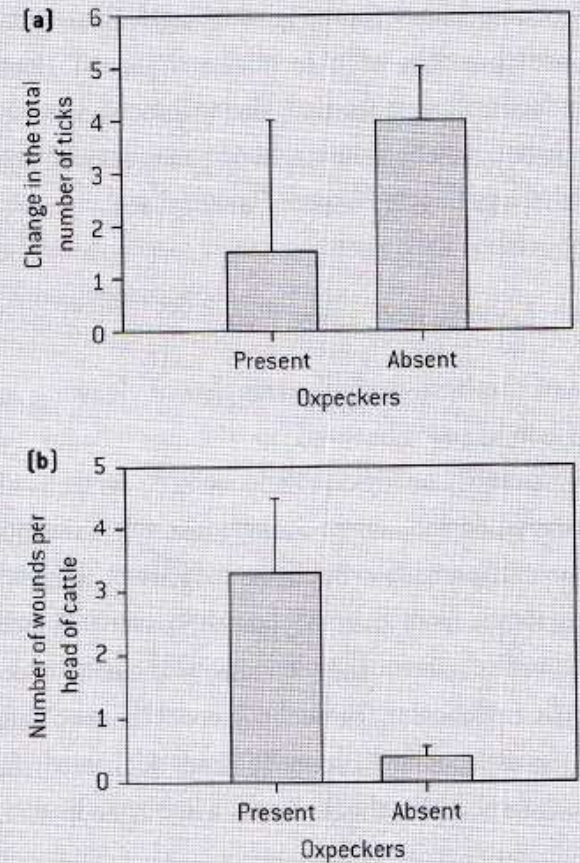 (a)
Change in the total
number of ticks
6
5
4
3
2
1
0
Present Absent
Oxpeckers
(b)
Number of wounds per
head of cattle
5
4
3
2
1
0
Present Absent
Oxpeckers